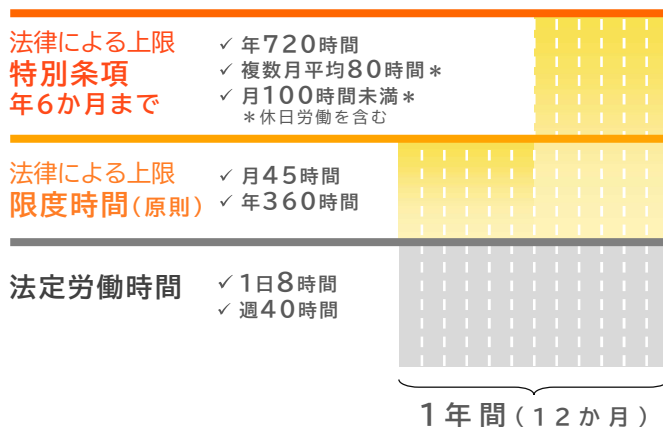 法律による上限
特別条項
年6か月まで
✓ 年720時間
✓ 複数月平均80時間＊
✓ 月100時間未満＊
＊休日労働を含む
法律による上限
限度時間(原則)
✓ 月45時間
✓ 年360時間
法定労働時間
✓ 1日8時間
✓ 週40時間
1年間(12か月)